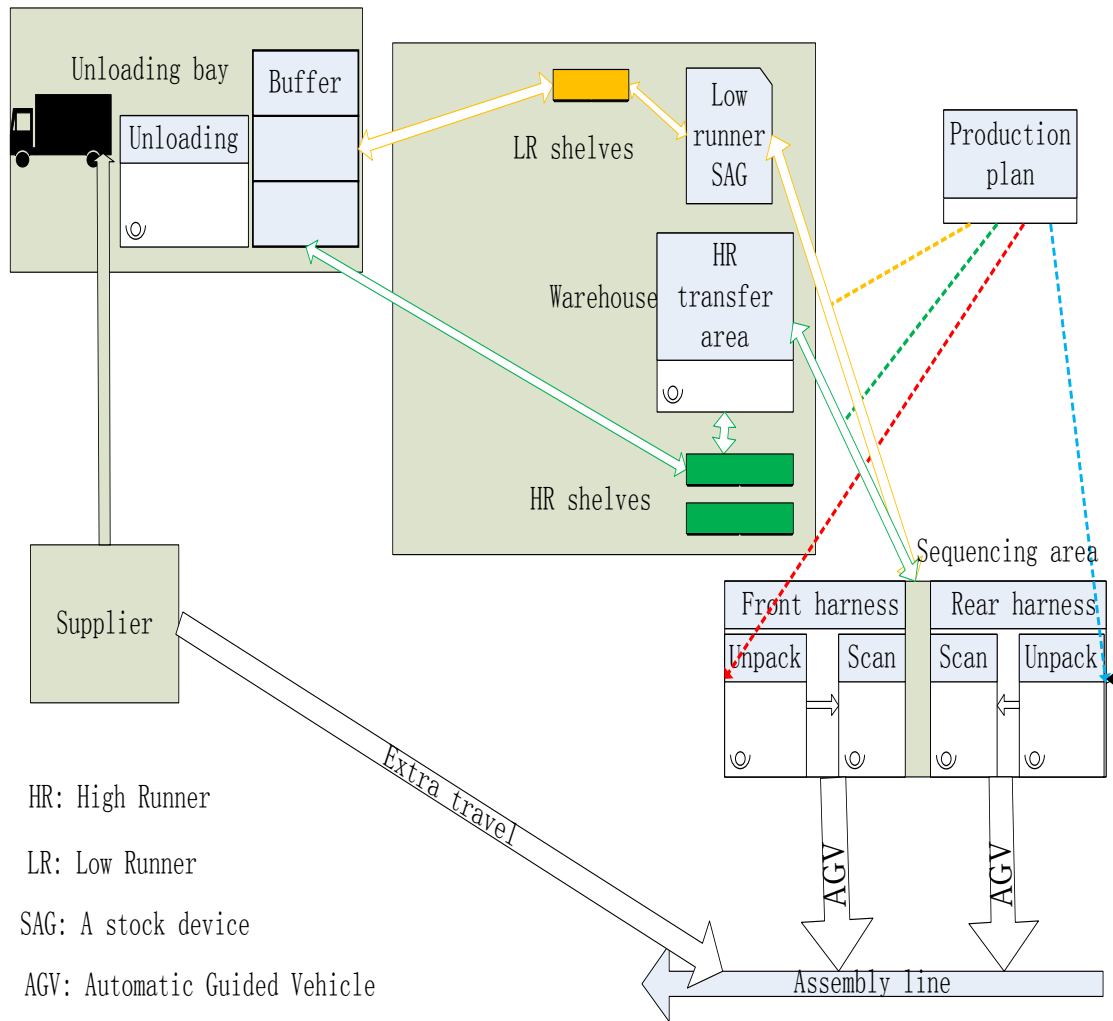 Unloading bay
Buffer
Unloading
LR shelves
Low
runner
SAG
Production
plan
Warehouse
HR
transfer
area
HR shelves
Sequencing area
Supplier
Front harness
Rear harness
Unpack
Scan
Scan
Unpack
Extra travel
AGV
AGV
HR: High Runner
LR: Low Runner
SAG: A stock device
AGV: Automatic Guided Vehicle
Assembly line